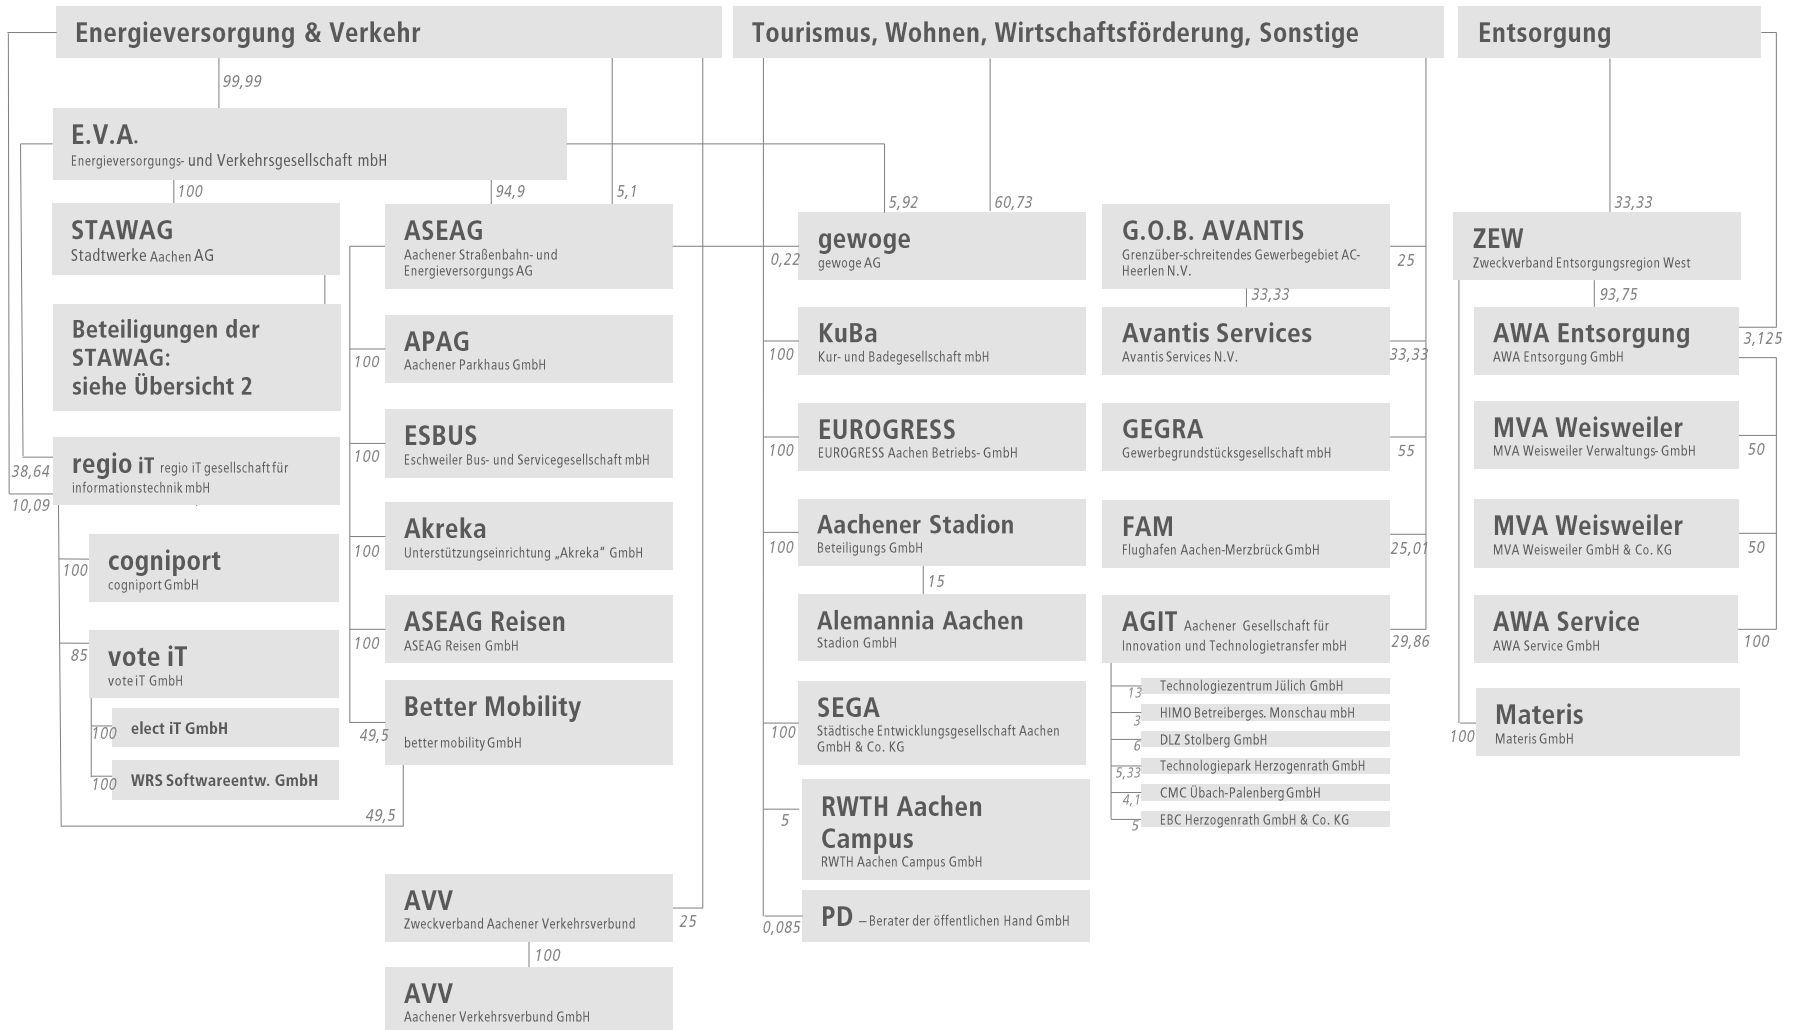 Energieversorgung & Verkehr
99,99
E.V.A.
Energieversorgungs- und Verkehrsgesellschaft mbH
100
94,9
5,1
STAWAG
Stadtwerke Aachen AG
Beteiligungen der
STAWAG:
siehe Übersicht 2
38,64
10,09
regio iT regio iT gesellschaft für
informationstechnik mbH
100
cogniport
cogniport GmbH
85
vote iT
vote iT GmbH
100
elect iT GmbH
100
WRS Softwareentw. GmbH
ASEAG
Aachener Straßenbahn- und
Energieversorgungs AG
100
APAG
Aachener Parkhaus GmbH
100
ESBUS
Eschweiler Bus- und Servicegesellschaft mbH
100
Akreka
Unterstützungseinrichtung „Akreka“ GmbH
100
ASEAG Reisen
ASEAG Reisen GmbH
49,5
Better Mobility
better mobility GmbH
49,5
AVV
Zweckverband Aachener Verkehrsverbund
25
100
AVV
Aachener Verkehrsverbund GmbH
Tourismus, Wohnen, Wirtschaftsförderung, Sonstige
5,92
60,73
0,22
gewoge
gewoge AG
100
KuBa
Kur- und Badegesellschaft mbH
100
EUROGRESS
EUROGRESS Aachen Betriebs- GmbH
100
Aachener Stadion
Beteiligungs GmbH
15
Alemannia Aachen
Stadion GmbH
100
SEGA
Städtische Entwicklungsgesellschaft Aachen
GmbH & Co. KG
5
RWTH Aachen
Campus
RWTH Aachen Campus GmbH
0,085
PD – Berater der öffentlichen Hand GmbH
G.O.B. AVANTIS
Grenzüber-schreitendes Gewerbegebiet AC-
Heerlen N.V.
25
33,33
Avantis Services
Avantis Services N.V.
33,33
GEGRA
Gewerbegrundstücksgesellschaft mbH
55
FAM
Flughafen Aachen-Merzbrück GmbH
25,01
AGIT Aachener Gesellschaft für
Innovation und Technologietransfer mbH
29,86
13
Technologiezentrum Jülich GmbH
3
HIMO Betreiberges. Monschau mbH
6
DLZ Stolberg GmbH
5,33
Technologiepark Herzogenrath GmbH
4,1
CMC Übach-Palenberg GmbH
5
EBC Herzogenrath GmbH & Co. KG
Entsorgung
33,33
ZEW
Zweckverband Entsorgungsregion West
93,75
AWA Entsorgung
AWA Entsorgung GmbH
3,125
MVA Weisweiler
MVA Weisweiler Verwaltungs- GmbH
50
MVA Weisweiler
MVA Weisweiler GmbH & Co. KG
50
AWA Service
AWA Service GmbH
100
100
Materis
Materis GmbH